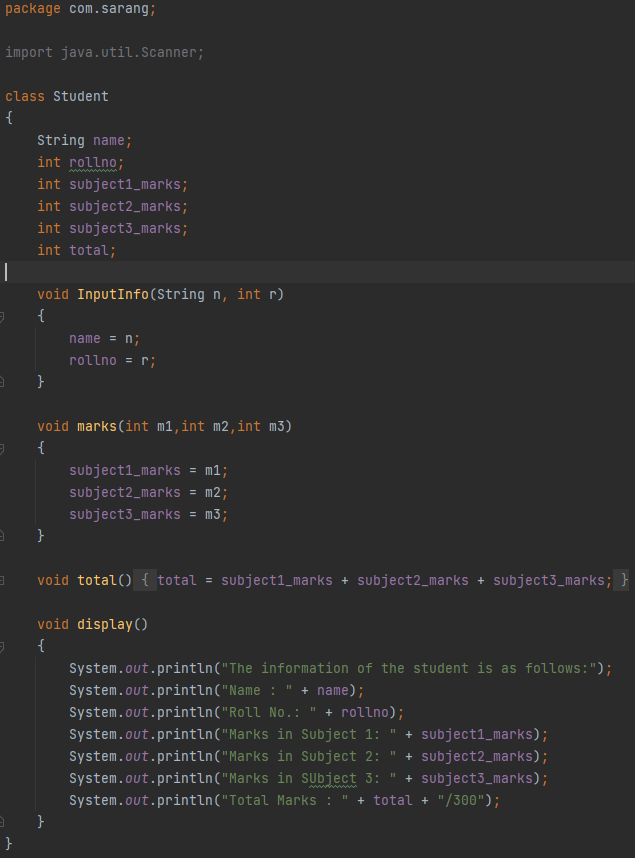 package com.sarang;
import java.util.Scanner;
class Student
{
    String name;
    int rollno;
    int subject1_marks;
    int subject2_marks;
    int subject3_marks;
    int total;
    void InputInfo(String n, int r)
    {
        name = n;
        rollno = r;
    }
    void marks(int m1,int m2,int m3)
    {
        subject1_marks = m1;
        subject2_marks = m2;
        subject3_marks = m3;
    }
    void total() { total = subject1_marks + subject2_marks + subject3_marks; }
    void display()
    {
        System.out.println("The information of the student is as follows:");
        System.out.println("Name : " + name);
        System.out.println("Roll No.: " + rollno);
        System.out.println("Marks in Subject 1: " + subject1_marks);
        System.out.println("Marks in Subject 2: " + subject2_marks);
        System.out.println("Marks in SUbject 3: " + subject3_marks);
        System.out.println("Total Marks : " + total + "/300");
    }
}